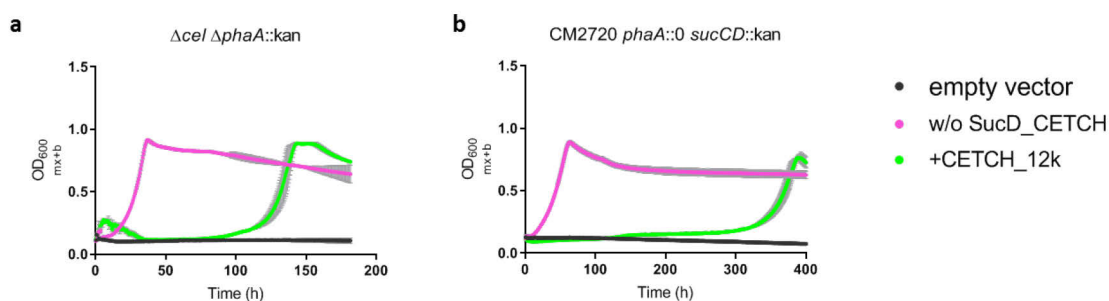 a
Δcel ΔphaA::kan
1.5
1.0
0.5
0.0
OD600
mx+b
0
50
100
150
200
Time (h)
b
CM2720 phaA::0 sucCD::kan
1.5
1.0
0.5
0.0
OD600
mx+b
0
100
200
300
400
Time (h)
empty vector
w/o SucD_CETCH
+CETCH_12k